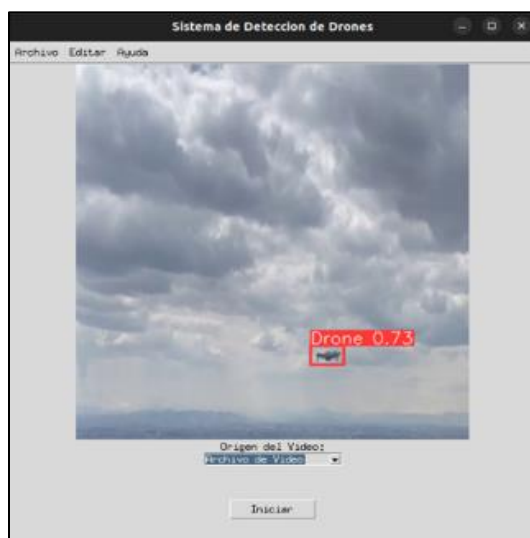 Sistema de Deteccion de Drones
Archivo Editar Ayuda
Drone 0.73
Origen del Video:
Archivo de Video
Iniciar